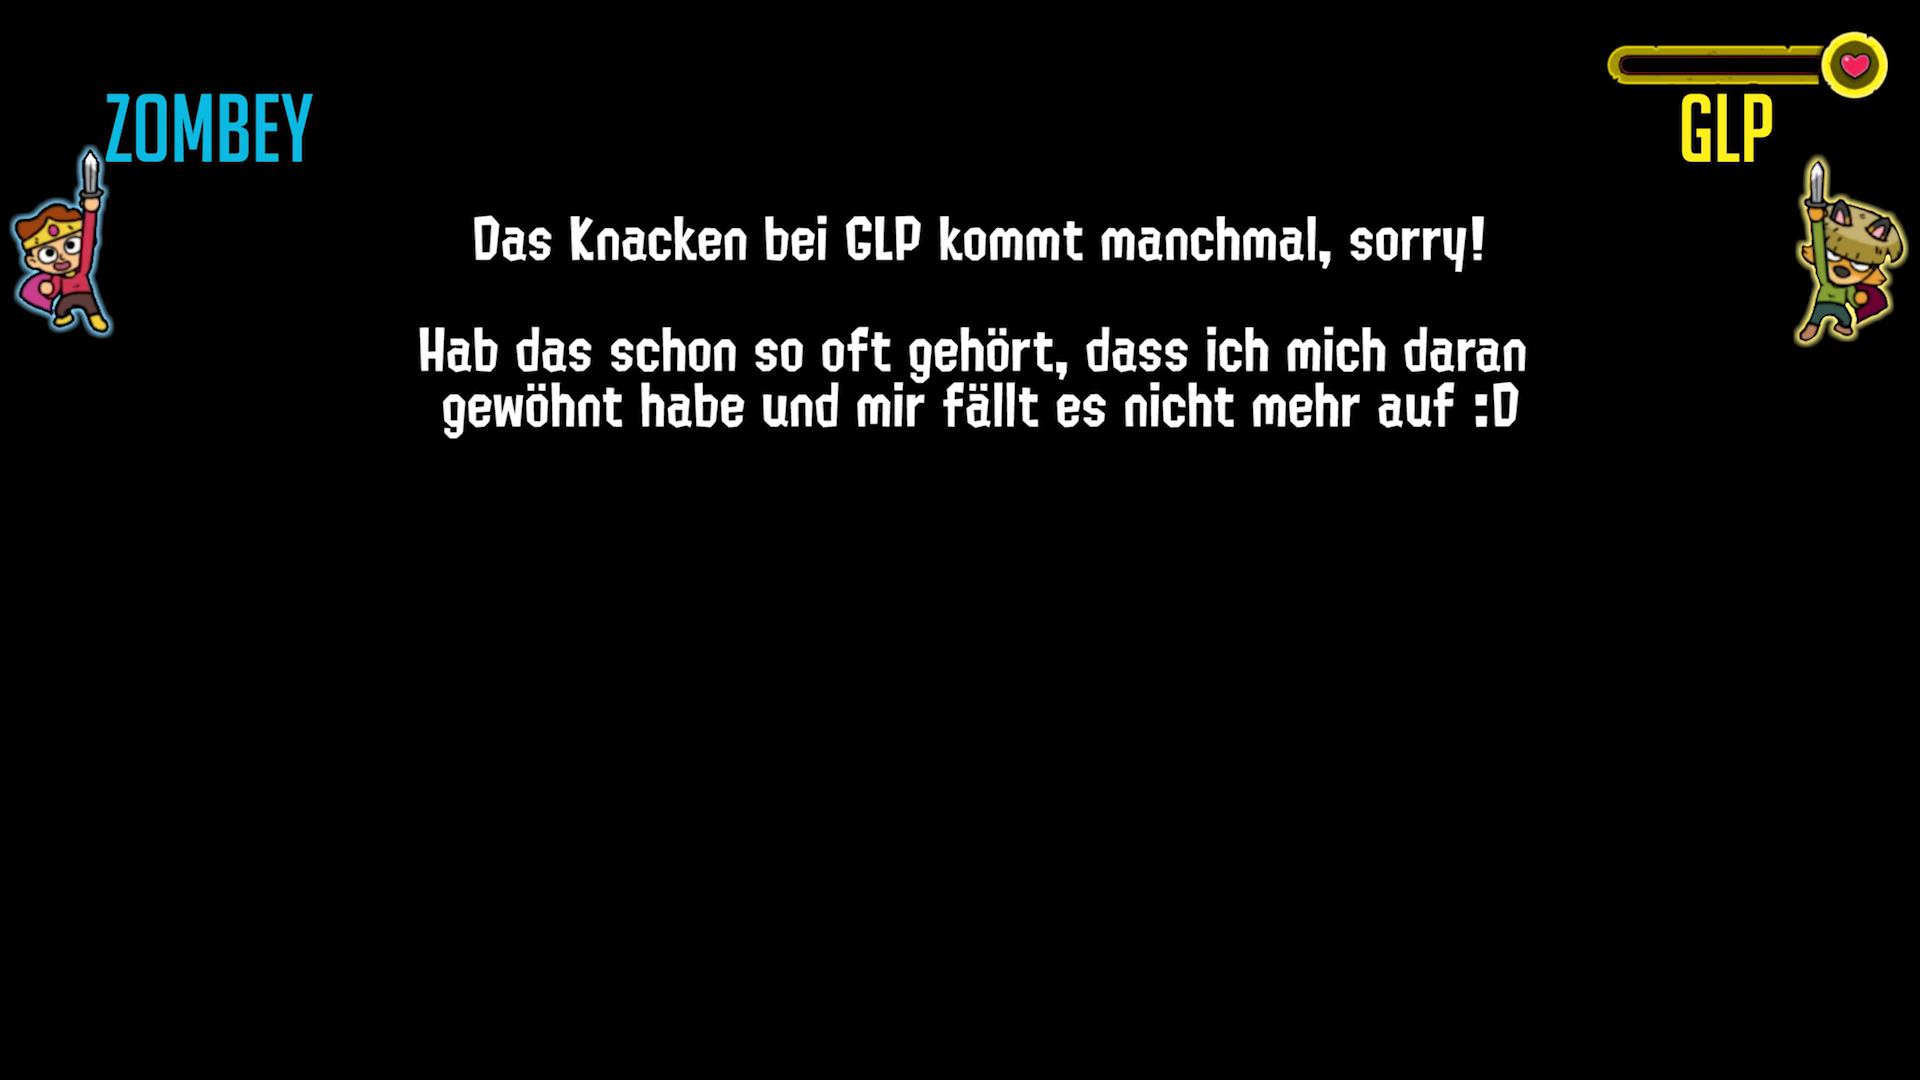 ZOMBEY
GLP
Das Knacken bei GLP kommt manchmal, sorry!
Hab das schon so oft gehört, dass ich mich daran
gewöhnt habe und mir fällt es nicht mehr auf :D